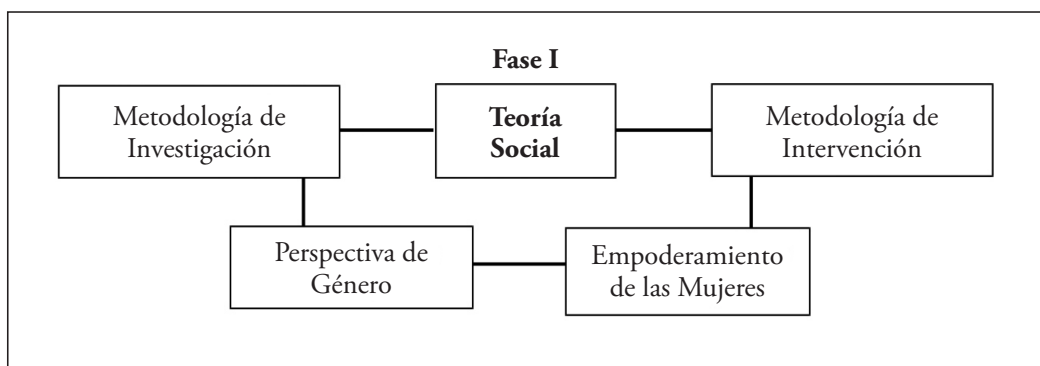 Fase I
Metodología de
Investigación
Teoría
Social
Metodología de
Intervención
Perspectiva de
Género
Empoderamiento
de las Mujeres